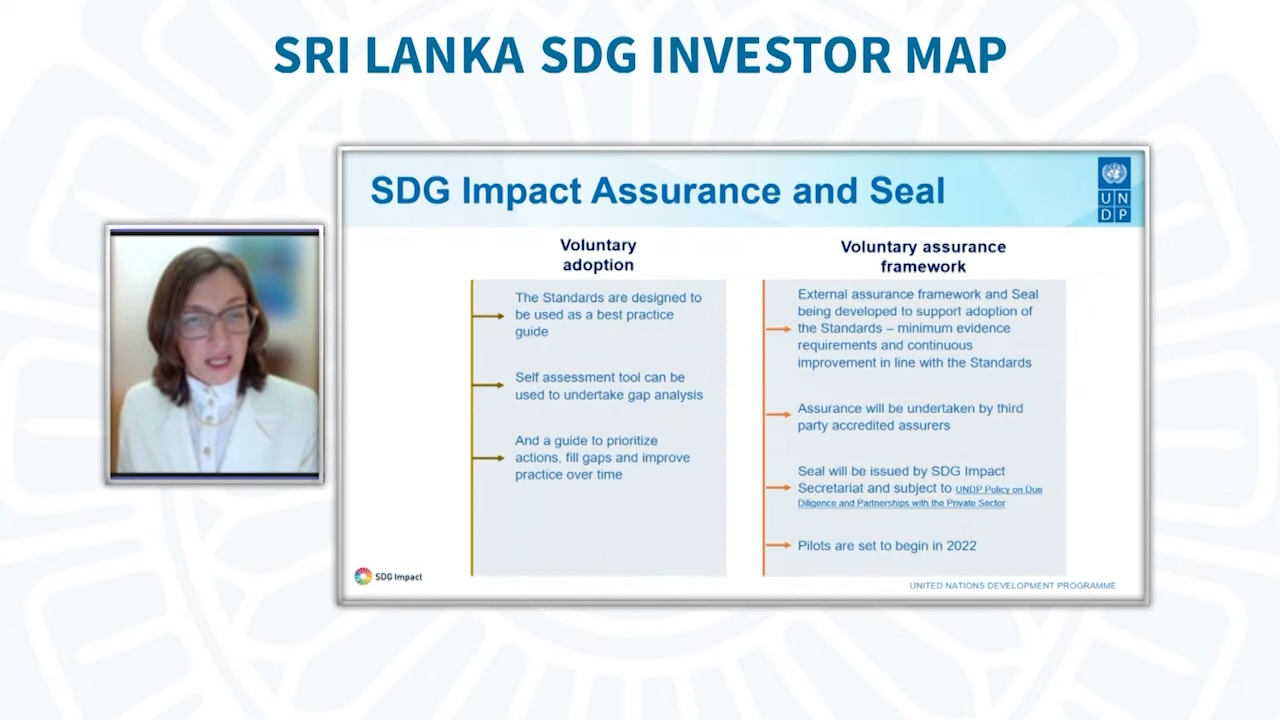 SRI LANKA SDG INVESTOR MAP
SDG Impact Assurance and Seal
U N
D P
Voluntary
adoption
The Standards are designed to
be used as a best practice
guide
Self assessment tool can be
used to undertake gap analysis
And a guide to prioritize
actions, fill gaps and improve
practice over time
Voluntary assurance
framework
External assurance framework and Seal
being developed to support adoption of
the Standards – minimum evidence
requirements and continuous
improvement in line with the Standards
Assurance will be undertaken by third
party accredited assurers
Seal will be issued by SDG Impact
Secretariat and subject to UNDP Policy on Due
Diligence and Partnerships with the Private Sector
Pilots are set to begin in 2022
SDG Impact
UNITED NATIONS DEVELOPMENT PROGRAMME